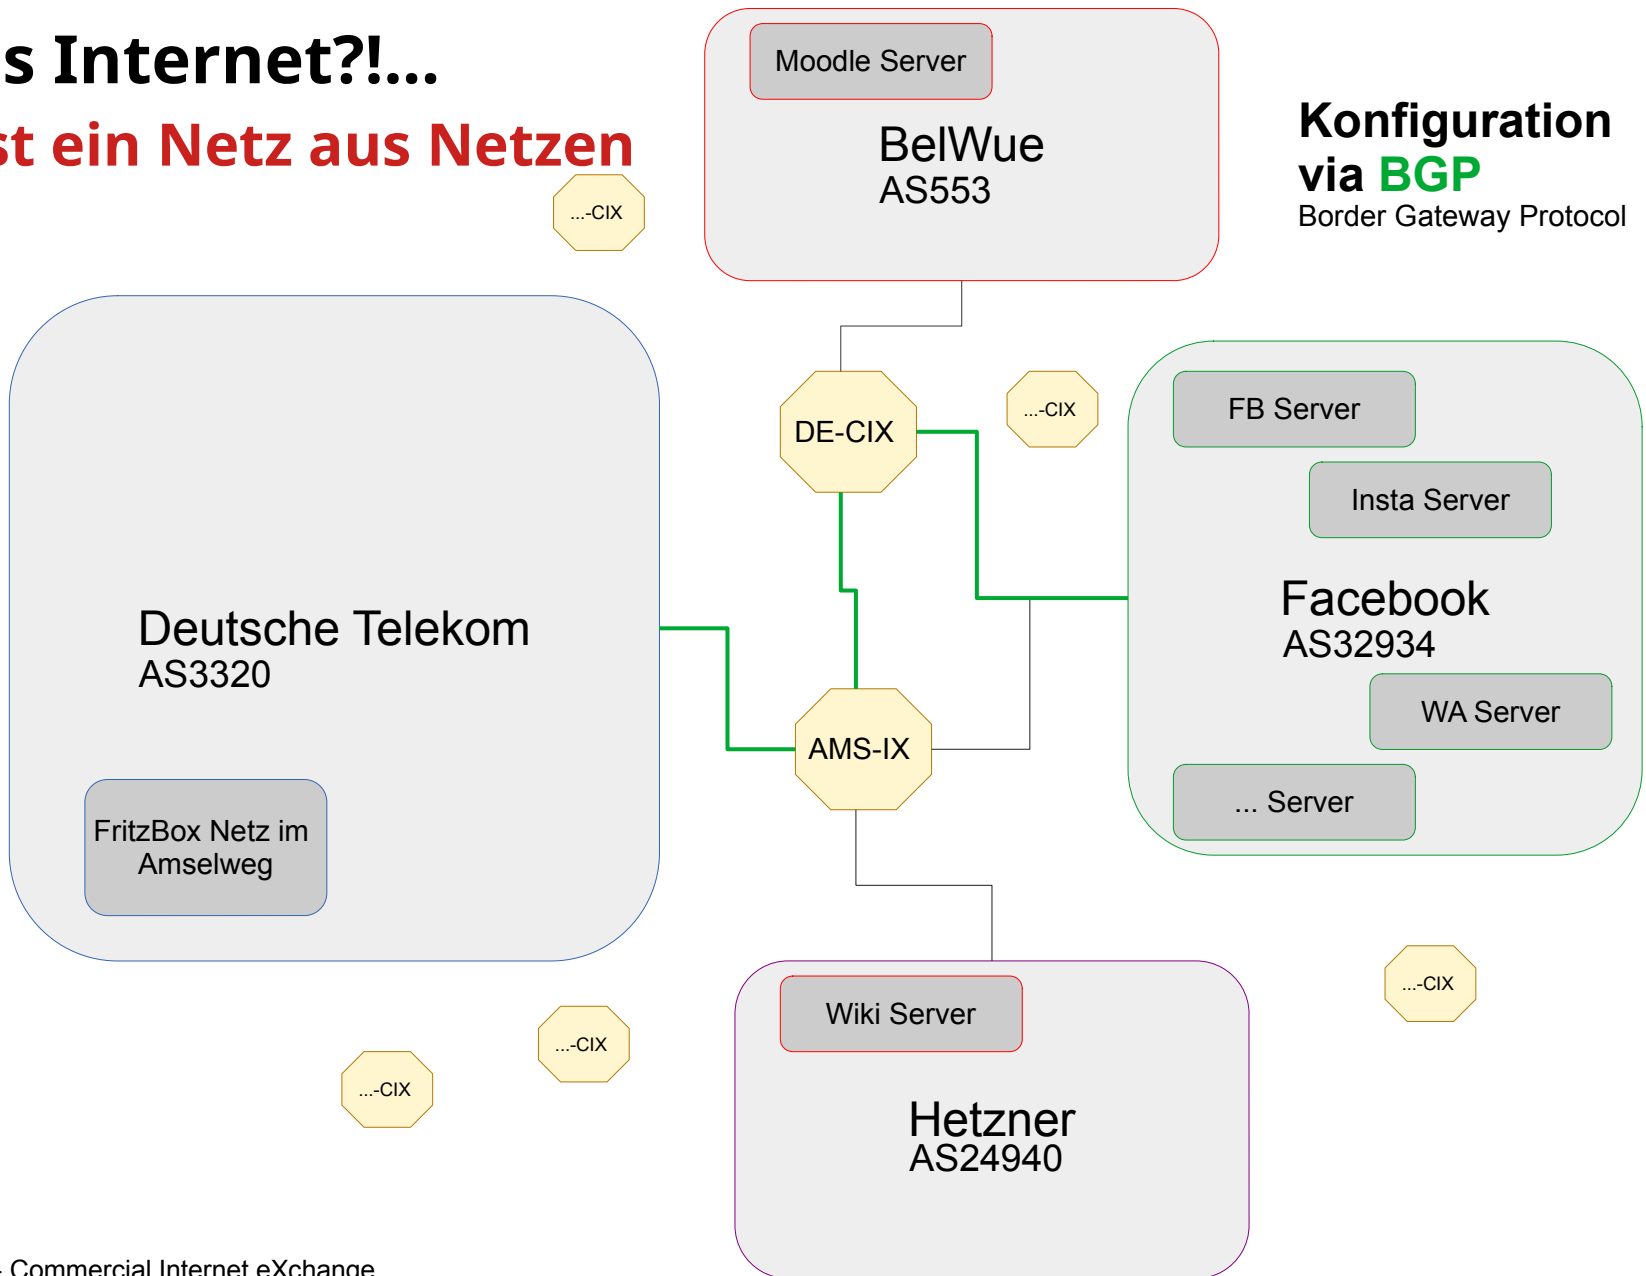 s Internet?!...
st ein Netz aus Netzen
Moodle Server
BelWue
AS553
Konfiguration
via BGP
Border Gateway Protocol
...-CIX
DE-CIX
...-CIX
FB Server
Insta Server
Facebook
AS32934
WA Server
... Server
Deutsche Telekom
AS3320
FritzBox Netz im
Amselweg
AMS-IX
...-CIX
Wiki Server
Hetzner
AS24940
...-CIX
...-CIX
- Commercial Internet eXchange